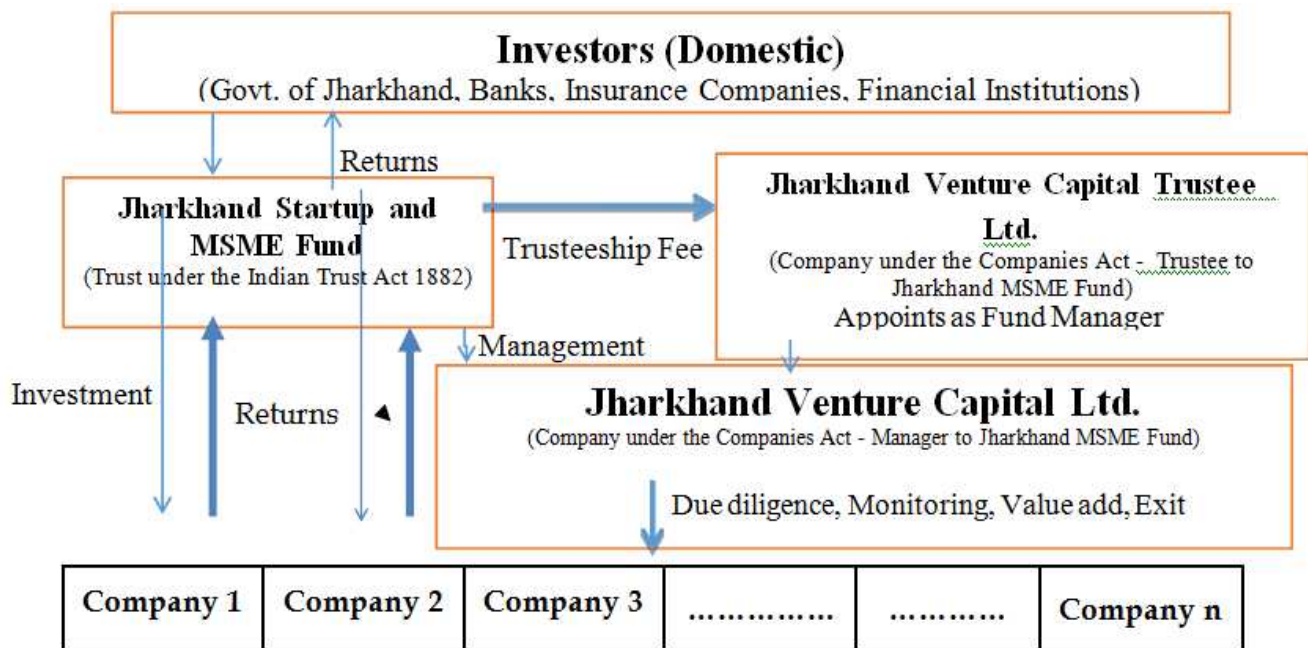 Investors (Domestic)
(Govt. of Jharkhand, Banks, Insurance Companies, Financial Institutions)
Returns
Jharkhand Startup and
MSME Fund
(Trust under the Indian Trust Act 1882)
Trusteeship Fee
Jharkhand Venture Capital Trustee
Ltd.
(Company under the Companies Act - Trustee to
Jharkhand MSME Fund)
Appoints as Fund Manager
Management
Investment
Returns
Jharkhand Venture Capital Ltd.
(Company under the Companies Act - Manager to Jharkhand MSME Fund)
Due diligence, Monitoring, Value add, Exit
Company 1 Company 2 Company 3 …………… ………… Company n